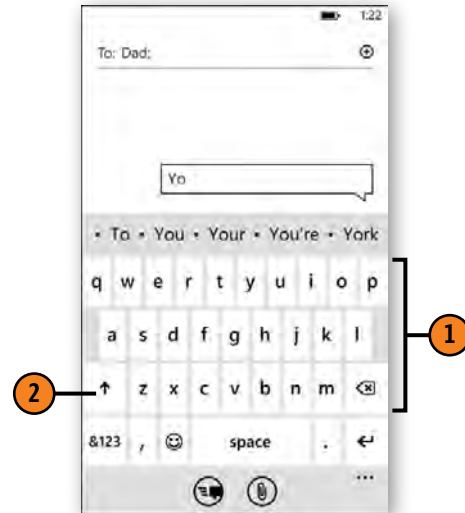 1:22
To: Dad;
Yo
• To • You • Your • You're • York
q w e r t y u i o p
1
a s d f g h j k l
2
↑ z x c v b n m
&123 , ☺ space . ↵
...